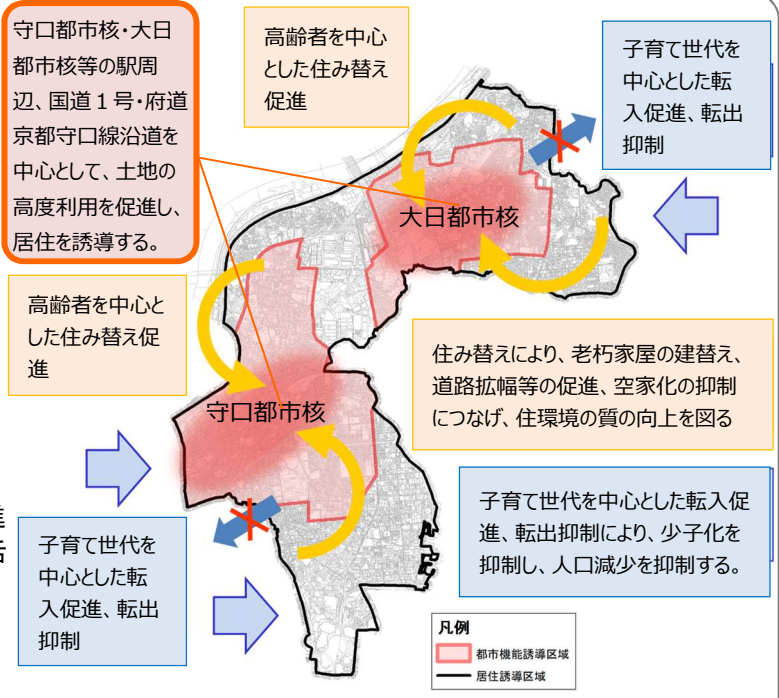 守口都市核・大日
都市核等の駅周
辺、国道１号・府道
京都守口線沿道を
中心として、土地の
高度利用を促進し、
居住を誘導する。
高齢者を中心
とした住み替え
促進
子育て世代を
中心とした転
入促進、転出
抑制
大日都市核
高齢者を中心と
した住み替え促
進
住み替えにより、老朽家屋の建替え、
道路拡幅等の促進、空家化の抑制
につなげ、住環境の質の向上を図る
守口都市核
子育て世代を中心とした転入促
進、転出抑制により、少子化を
抑制し、人口減少を抑制する。
子育て世代を
中心とした転
入促進、転出
抑制
凡例
都市機能誘導区域
居住誘導区域